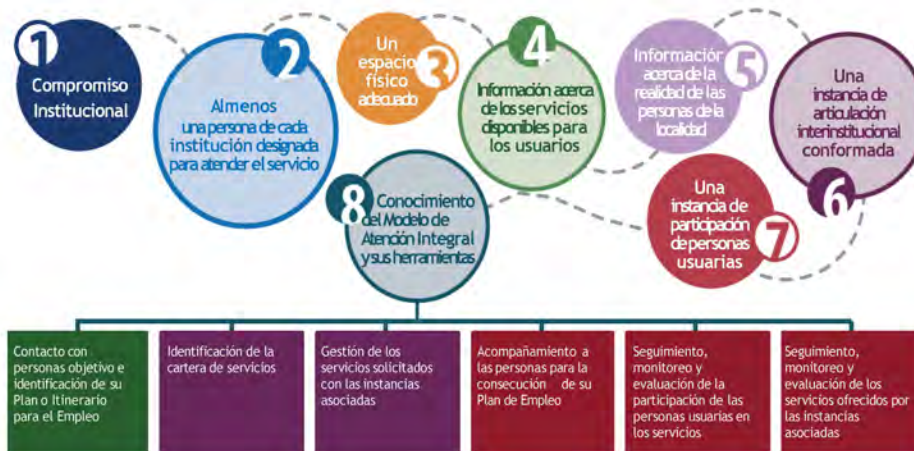 1
Compromiso
Institucional
2
Almenos
una persona de cada
institución designada
para atender el servicio
Un
espacio
físico
adecuado
3
4
Información acerca
de los servicios
disponibles para
los usuarios
Información
acerca de la
realidad de las
personas de la
localidad
5
Una
instancia de
articulación
interinstitucional
conformada
6
Una
instancia de
participación
de personas
usuarias
7
8
Conocimiento
del Modelo de
Atención Integral
y sus herramientas
Contacto con
personas objetivo e
identificación de su
Plan o Itinerario
para el Empleo
Identificación de la
cartera de servicios
Gestión de los
servicios solicitados
con las instancias
asociadas
Acompañamiento a
las personas para la
consecución de su
Plan de Empleo
Seguimiento,
monitoreo y
evaluación de la
participación de las
personas usuarias en
los servicios
Seguimiento,
monitoreo y
evaluación de los
servicios ofrecidos por
las instancias
asociadas